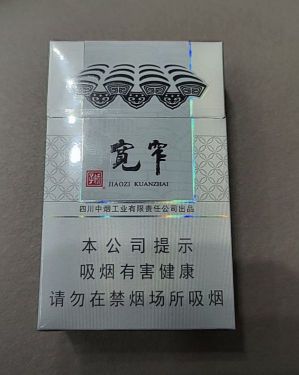 宽窄
JIAOZI KUANZHAI
四川中烟工业有限责任公司出品
本公司提示
吸烟有害健康
请勿在禁烟场所吸烟